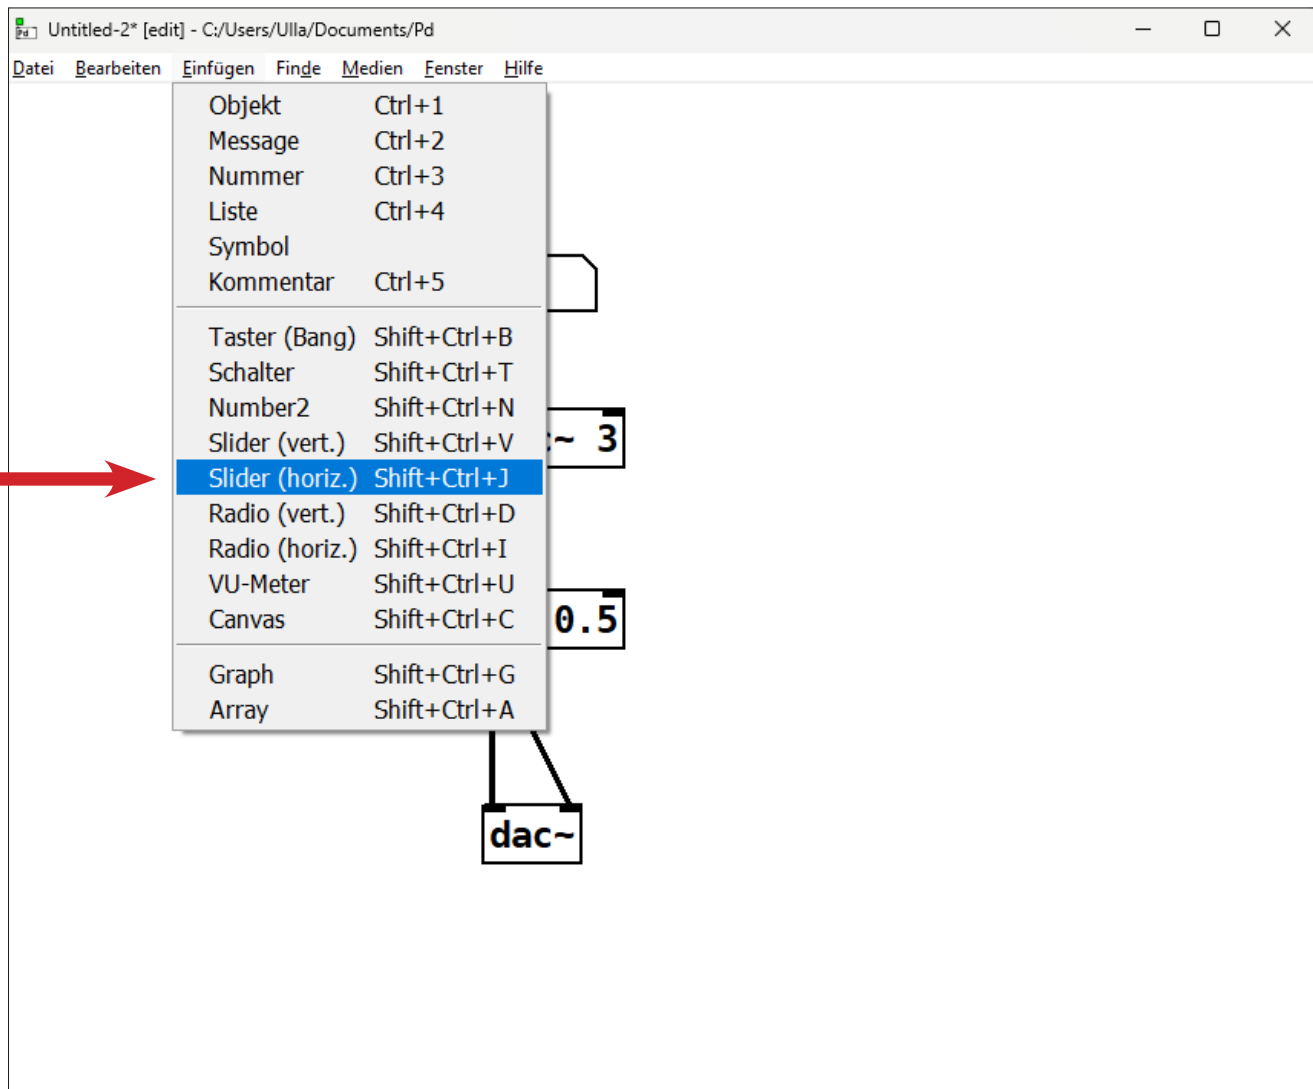 Untitled-2* [edit] - C:/Users/Ulla/Documents/Pd
Datei Bearbeiten Einfügen Finde Medien Fenster Hilfe
Objekt Ctrl+1
Message Ctrl+2
Nummer Ctrl+3
Liste Ctrl+4
Symbol
Kommentar Ctrl+5
Taster (Bang) Shift+Ctrl+B
Schalter Shift+Ctrl+T
Number2 Shift+Ctrl+N
Slider (vert.) Shift+Ctrl+V
Slider (horiz.) Shift+Ctrl+J
Radio (vert.) Shift+Ctrl+D
Radio (horiz.) Shift+Ctrl+I
VU-Meter Shift+Ctrl+U
Canvas Shift+Ctrl+C
Graph Shift+Ctrl+G
Array Shift+Ctrl+A
~ 3
0.5
dac~